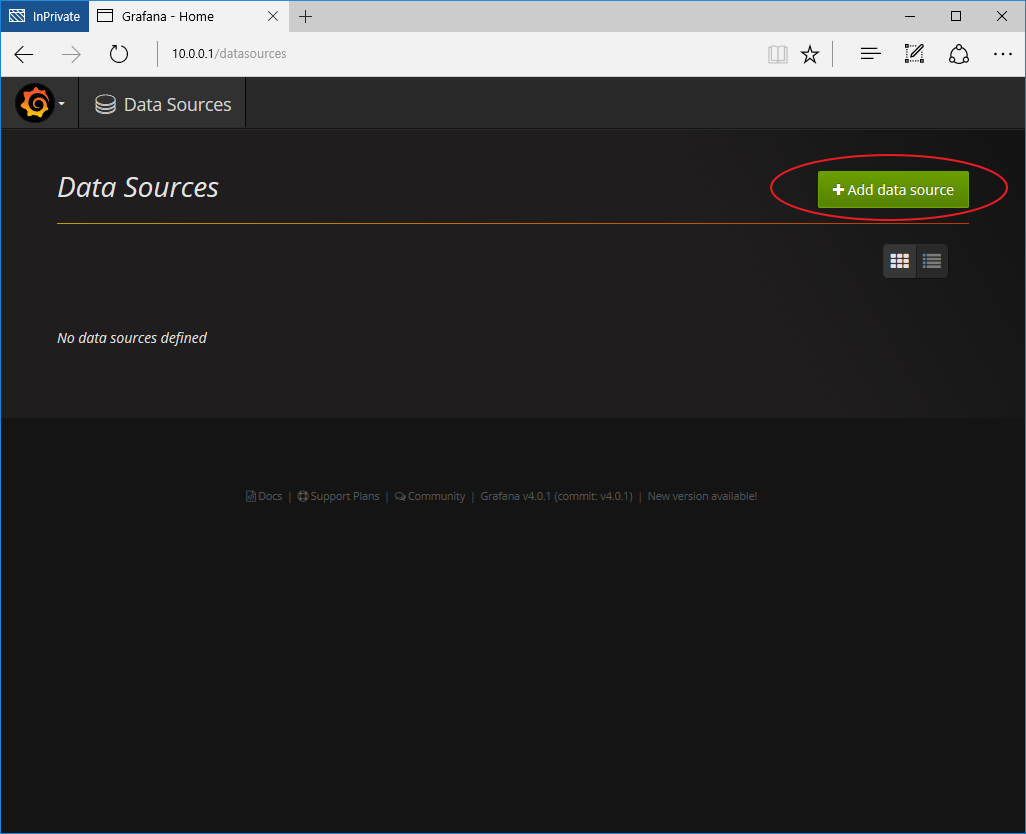 InPrivate
Grafana - Home
10.0.0.1/datasources
Data Sources
Data Sources
Add data source
No data sources defined
Docs | Support Plans | Community | Grafana v4.0.1 (commit: v4.0.1) | New version available!